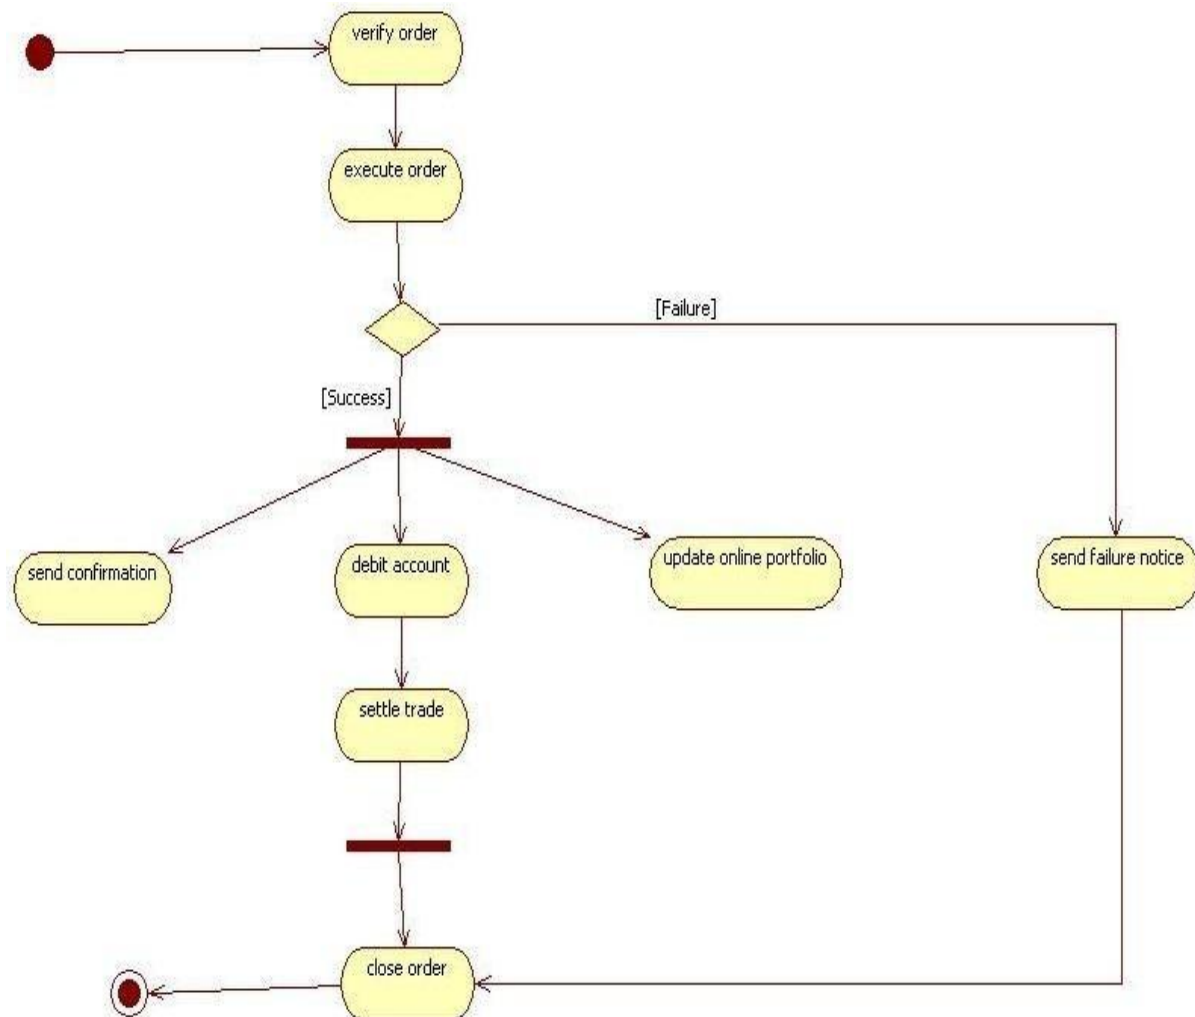 verify order
execute order
[Failure]
[Success]
send confirmation
debit account
update online portfolio
send failure notice
settle trade
close order